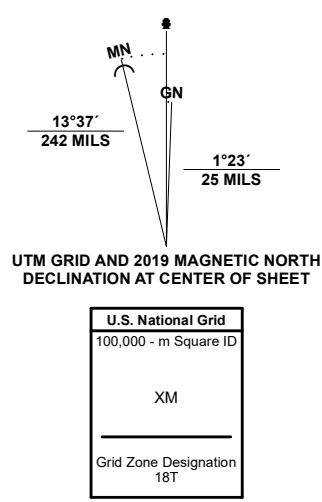 MN
GN
13°37´
242 MILS
1°23´
25 MILS
UTM GRID AND 2019 MAGNETIC NORTH
DECLINATION AT CENTER OF SHEET
U.S. National Grid
100,000 - m Square ID
XM
Grid Zone Designation
18T